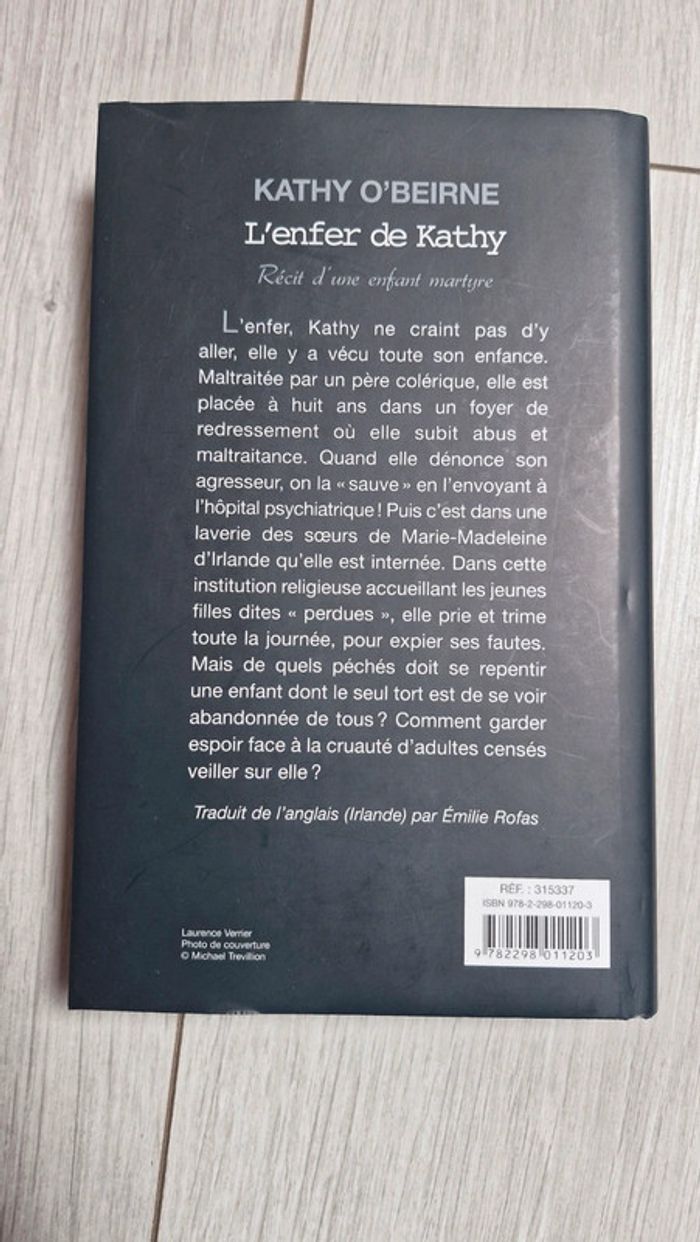 KATHY O'BEIRNE
L'enfer de Kathy
Récit d'une enfant martyre
L'enfer, Kathy ne craint pas d'y
aller, elle y a vécu toute son enfance.
Maltraitée par un père colérique, elle est
placée à huit ans dans un foyer de
redressement où elle subit abus et
maltraitance. Quand elle dénonce son
agresseur, on la « sauve » en l'envoyant à
l'hôpital psychiatrique ! Puis c'est dans une
laverie des sœurs de Marie-Madeleine
d'Irlande qu'elle est internée. Dans cette
institution religieuse accueillant les jeunes
filles dites « perdues », elle prie et trime
toute la journée, pour expier ses fautes.
Mais de quels péchés doit se repentir
une enfant dont le seul tort est de se voir
abandonnée de tous ? Comment garder
espoir face à la cruauté d'adultes censés
veiller sur elle ?
Traduit de l'anglais (Irlande) par Émilie Rofas
RÉF. : 315337
ISBN 978-2-298-01120-3
9 782298 011203
Laurence Verrier
Photo de couverture
© Michael Trevillion